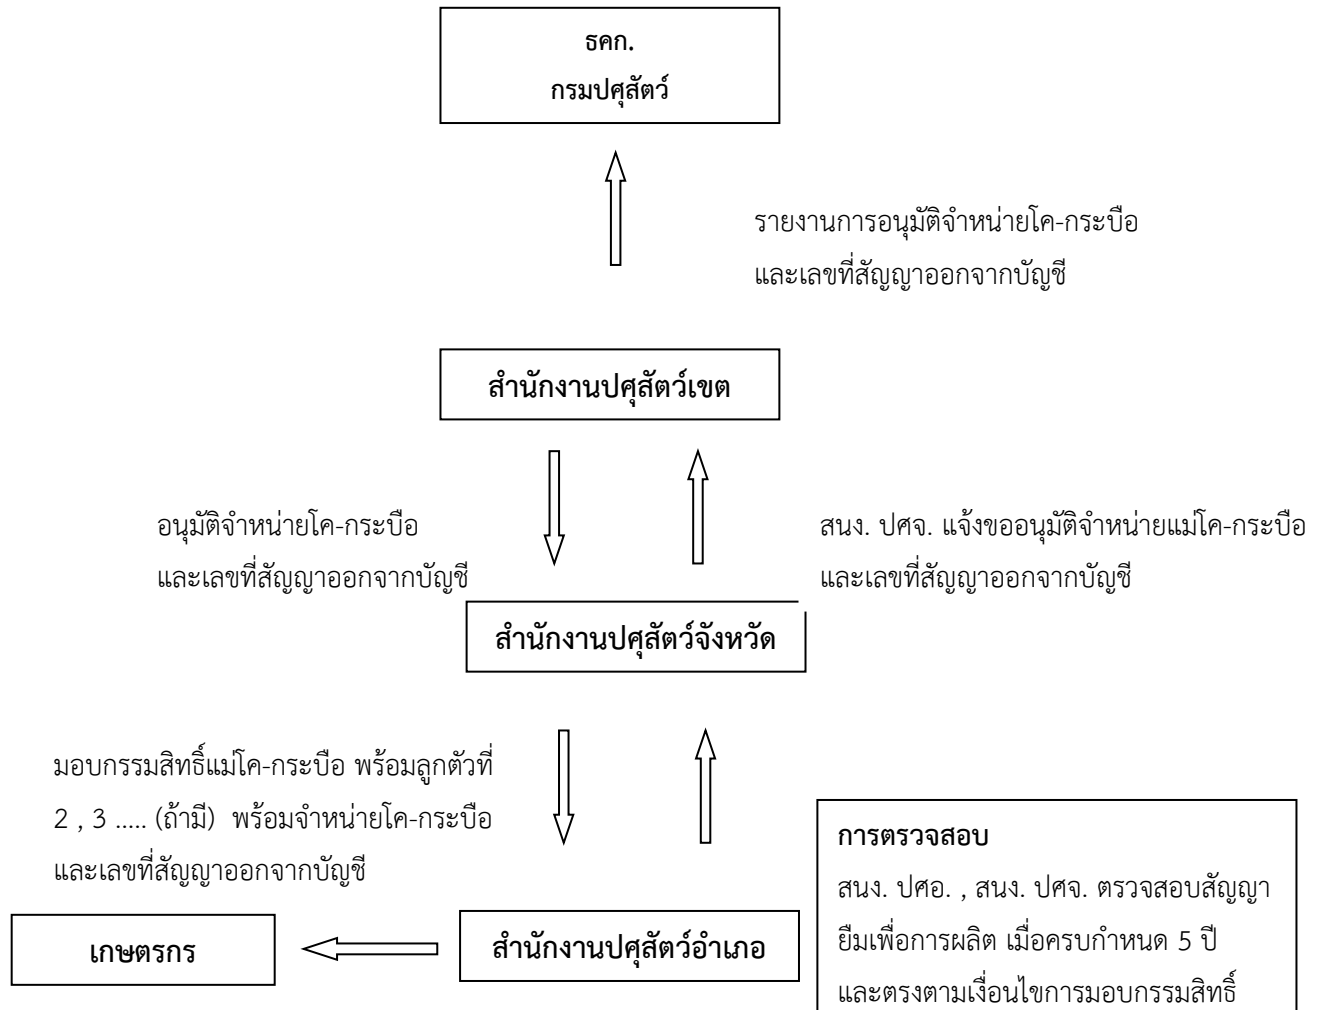 ธคก.
กรมปศุสัตว์
รายงานการอนุมัติจำหน่ายโค-กระบือ
และเลขที่สัญญาออกจากบัญชี
สำนักงานปศุสัตว์เขต
อนุมัติจำหน่ายโค-กระบือ
และเลขที่สัญญาออกจากบัญชี
สนง. ปศจ. แจ้งขออนุมัติจำหน่ายแม่โค-กระบือ
และเลขที่สัญญาออกจากบัญชี
สำนักงานปศุสัตว์จังหวัด
มอบกรรมสิทธิ์แม่โค-กระบือ พร้อมลูกตัวที่
2 , 3 ..... (ถ้ามี) พร้อมจำหน่ายโค-กระบือ
และเลขที่สัญญาออกจากบัญชี
เกษตรกร
สำนักงานปศุสัตว์อำเภอ
การตรวจสอบ
สนง. ปศอ. , สนง. ปศจ. ตรวจสอบสัญญา
ยืมเพื่อการผลิต เมื่อครบกำหนด 5 ปี
และตรงตามเงื่อนไขการมอบกรรมสิทธิ์